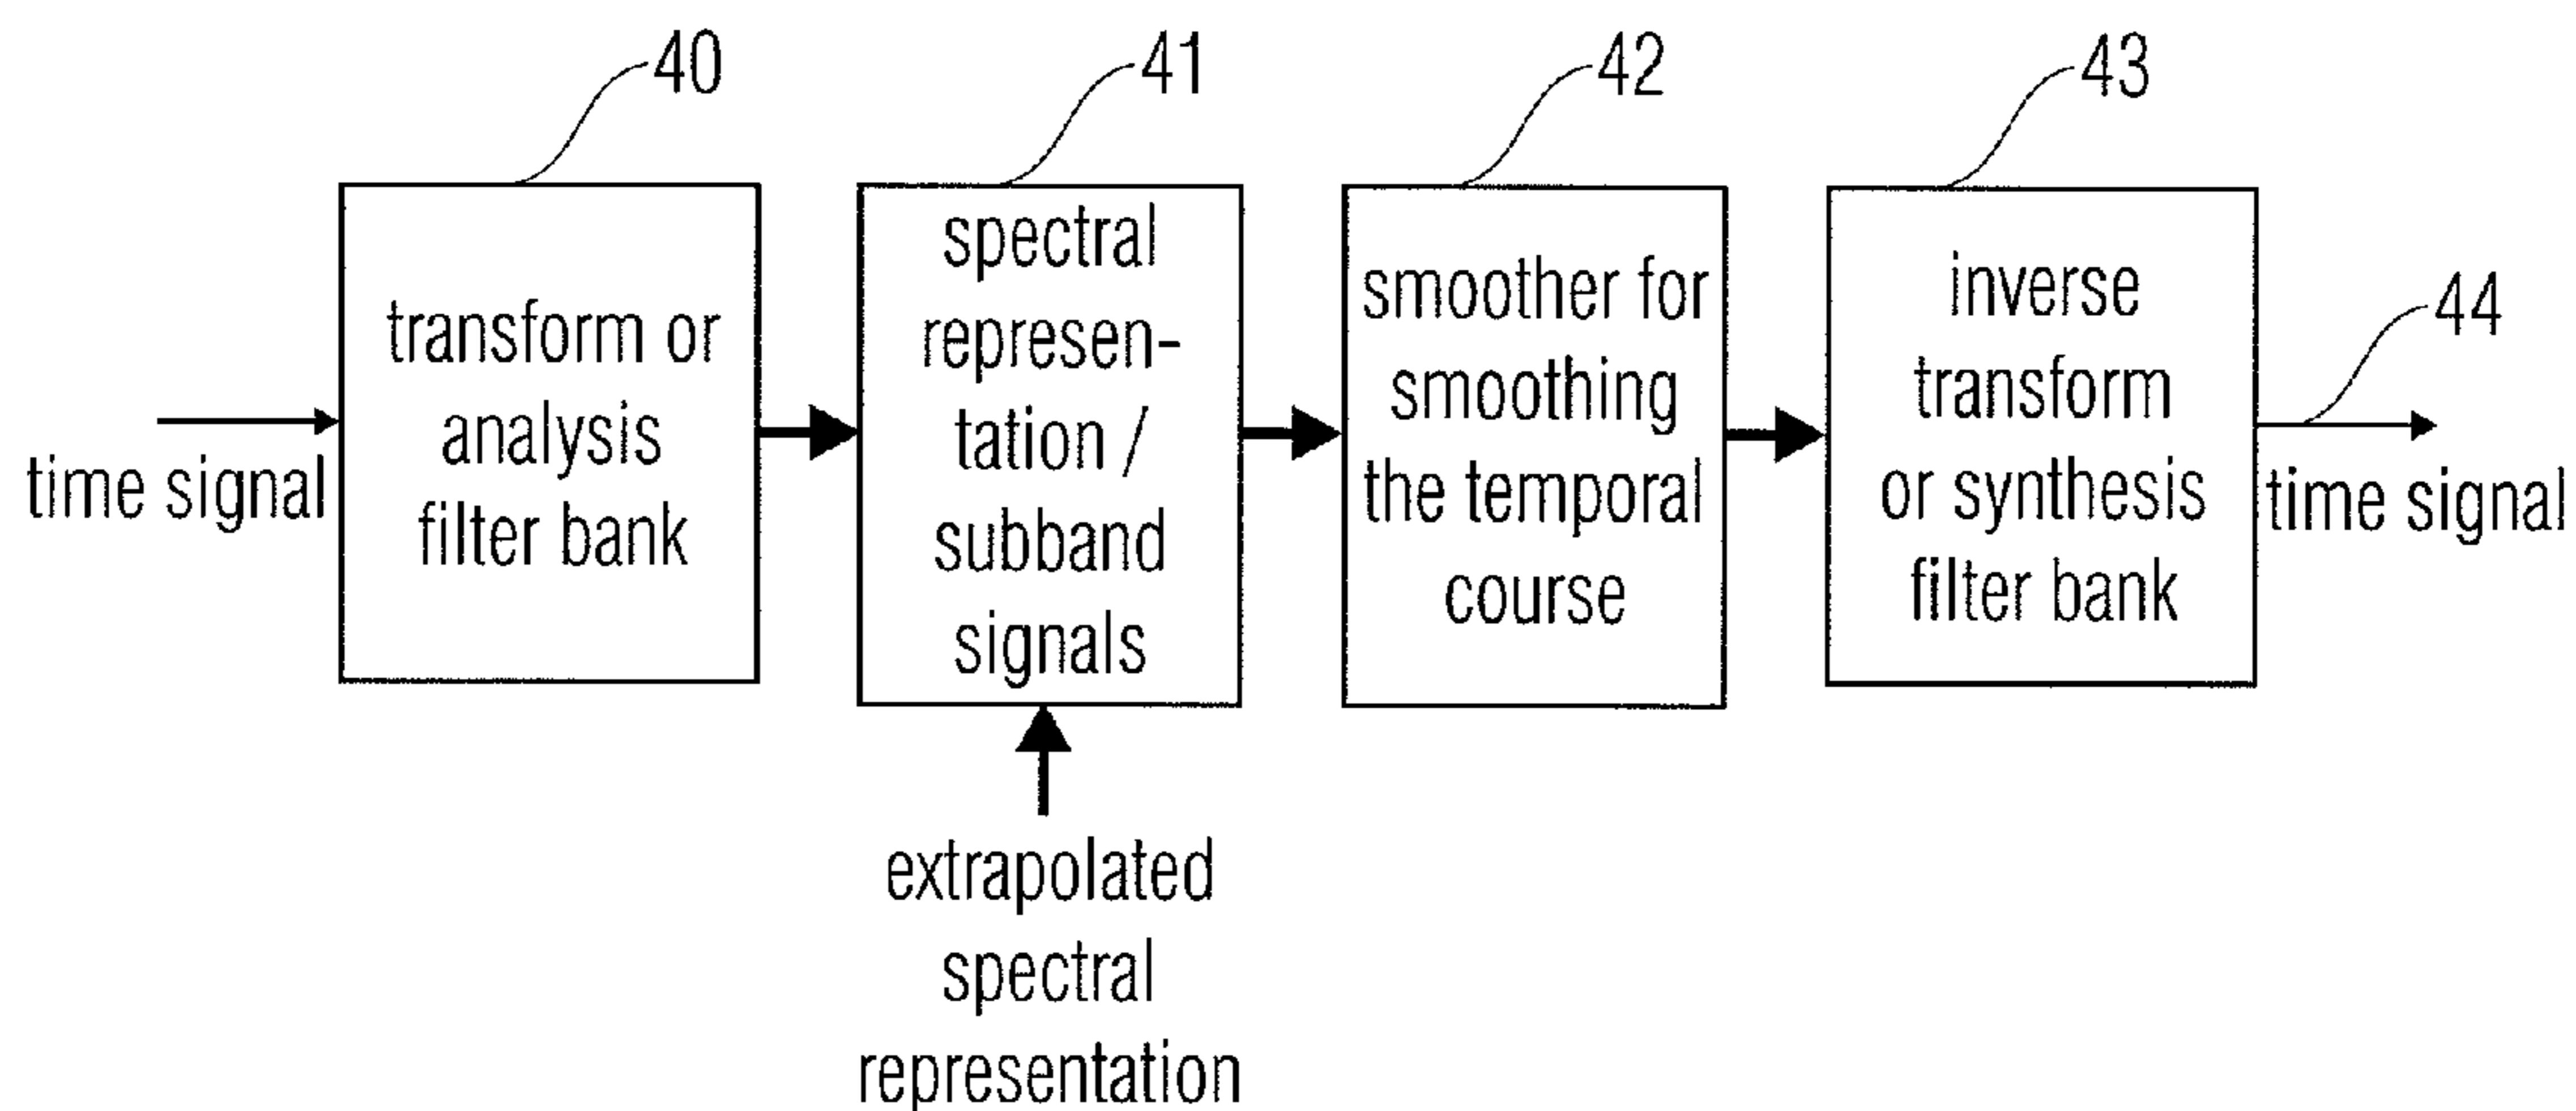 40
41
42
43
44
time signal
transform or
analysis
filter bank
spectral
represen-
tation /
subband
signals
smoother for
smoothing
the temporal
course
inverse
transform
or synthesis
filter bank
time signal
extrapolated
spectral
representation